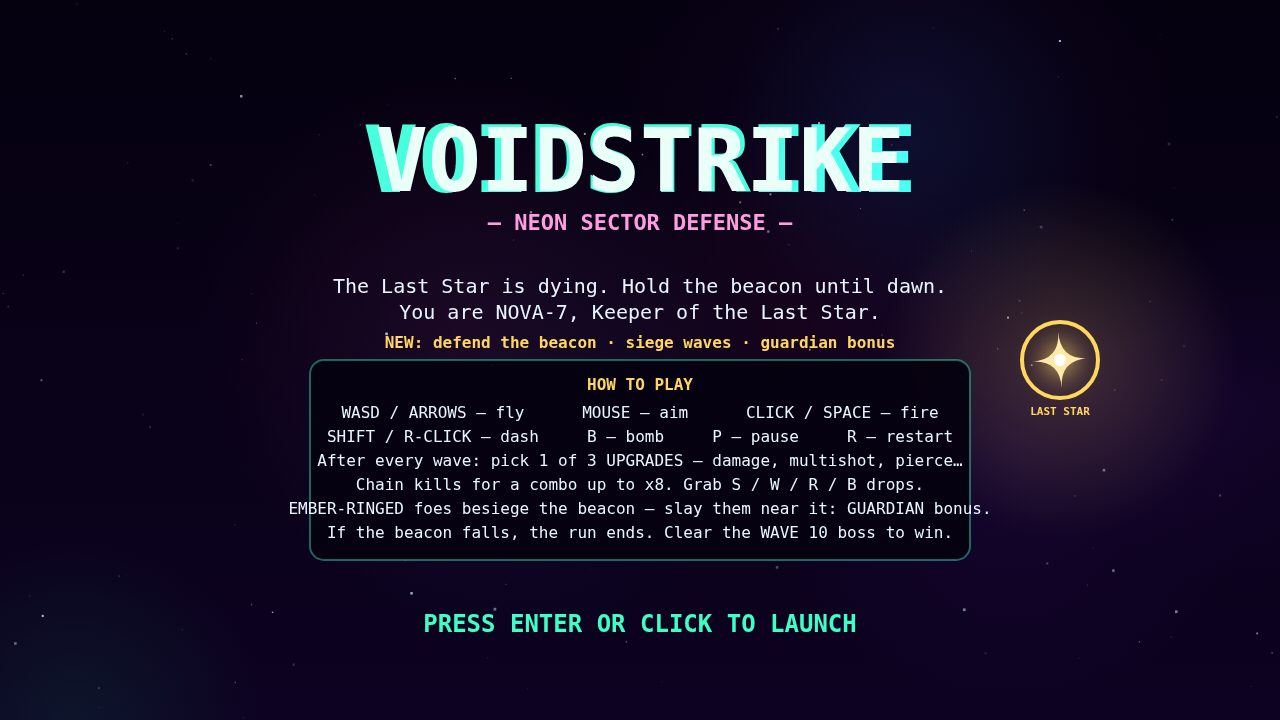 VOIDSTRIKE
— NEON SECTOR DEFENSE —
The Last Star is dying. Hold the beacon until dawn.
You are NOVA-7, Keeper of the Last Star.
NEW: defend the beacon · siege waves · guardian bonus
HOW TO PLAY
WASD / ARROWS — fly MOUSE — aim CLICK / SPACE — fire
SHIFT / R-CLICK — dash B — bomb P — pause R — restart
After every wave: pick 1 of 3 UPGRADES — damage, multishot, pierce…
Chain kills for a combo up to x8. Grab S / W / R / B drops.
EMBER-RINGED foes besiege the beacon — slay them near it: GUARDIAN bonus.
If the beacon falls, the run ends. Clear the WAVE 10 boss to win.
LAST STAR
PRESS ENTER OR CLICK TO LAUNCH